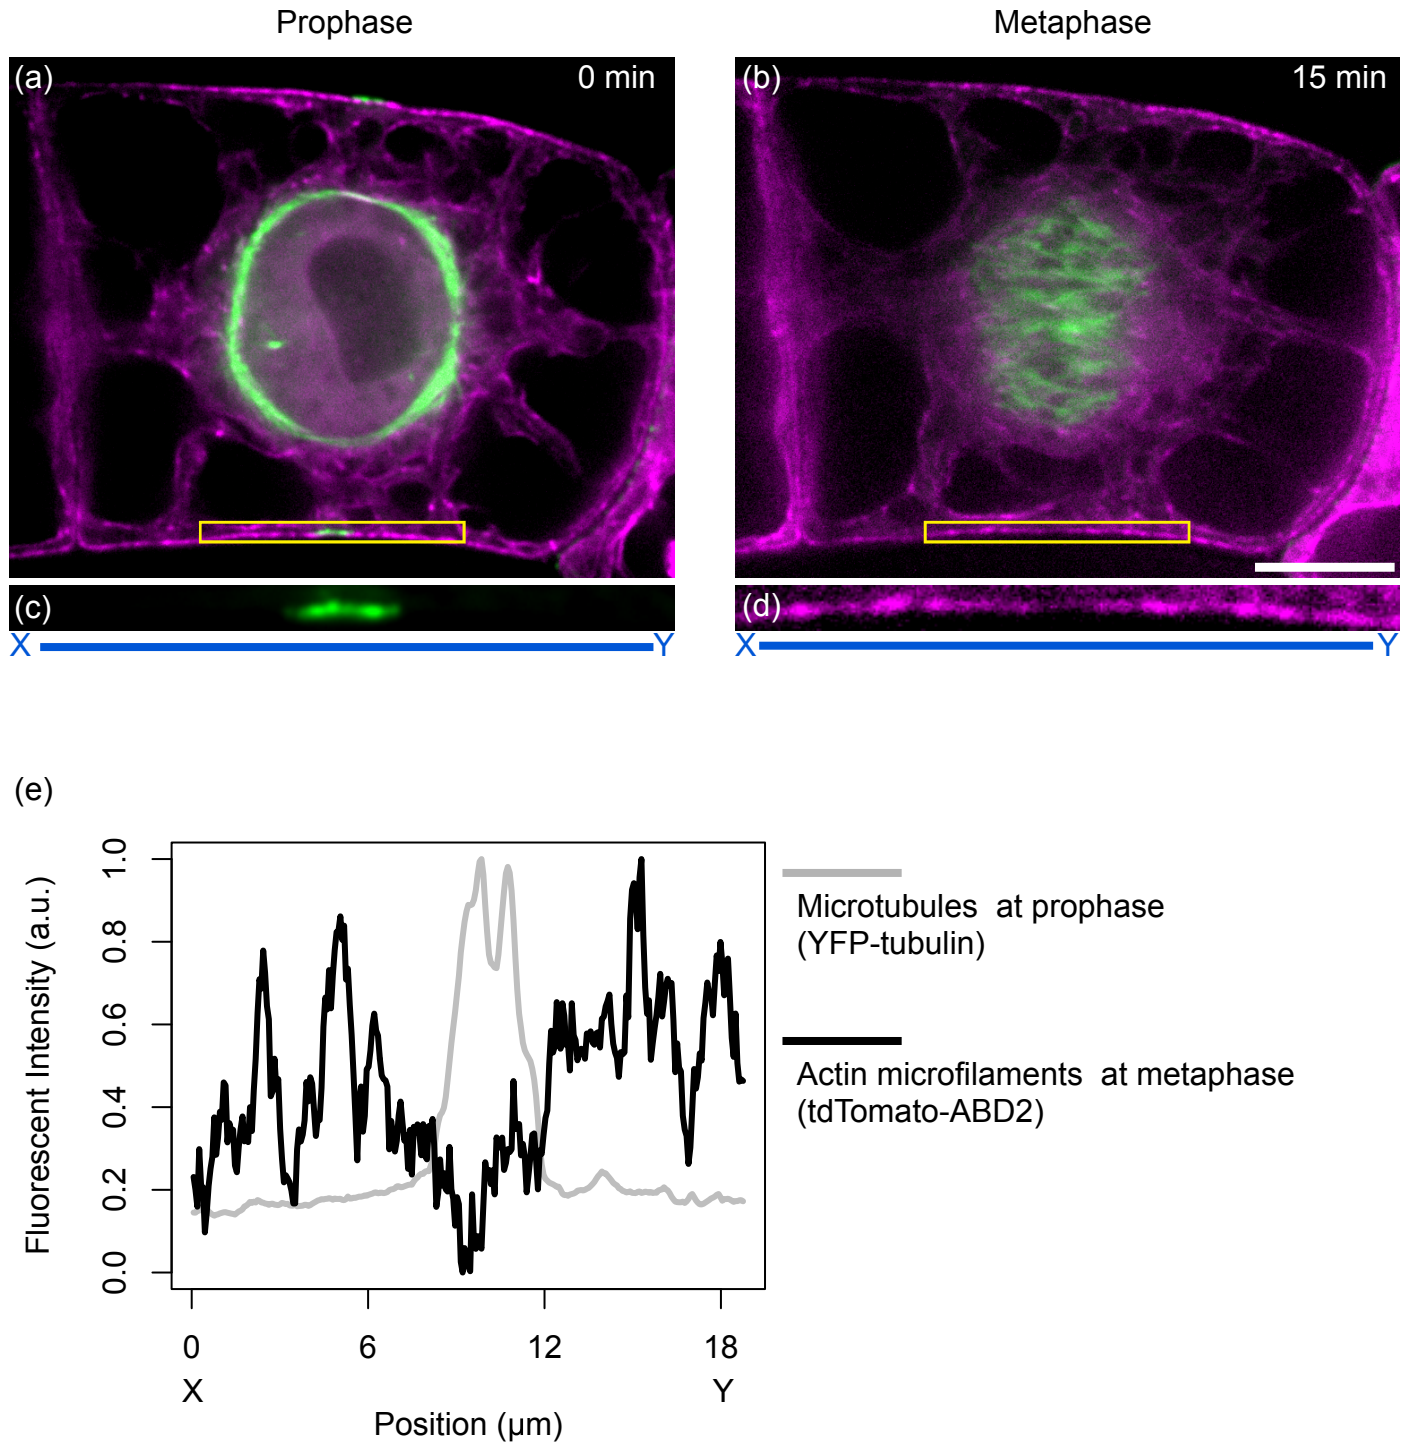 Prophase
Metaphase
(a)
0 min
(b)
15 min
(c)
(d)
X
Y
X
Y
(e)
Fluorescent Intensity (a.u.)
1.0
0.8
0.6
0.4
0.2
0.0
0
6
12
18
X
Y
Position (µm)
Microtubules at prophase
(YFP-tubulin)
Actin microfilaments at metaphase
(tdTomato-ABD2)